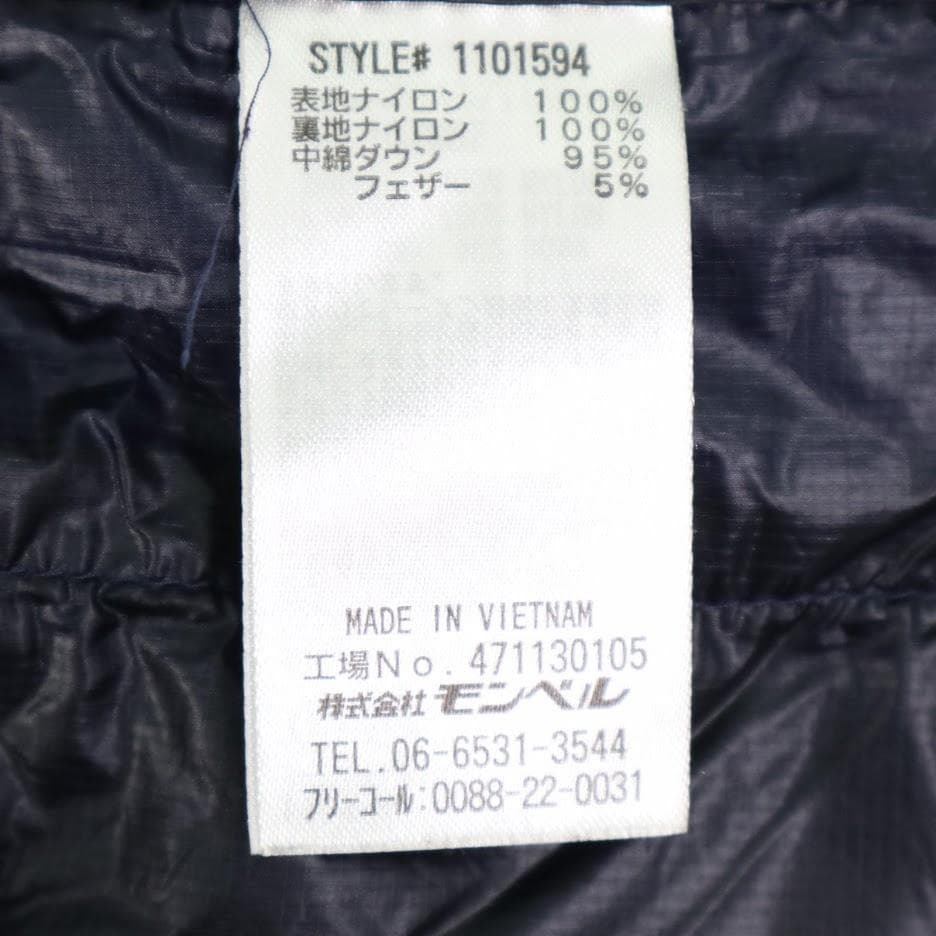 STYLE# 1101594
表地ナイロン 100%
裏地ナイロン 100%
中綿ダウン 95%
フェザー 5%
MADE IN VIETNAM
工場No. 471130105
株式会社モンベル
TEL.06-6531-3544
フリーコール:0088-22-0031